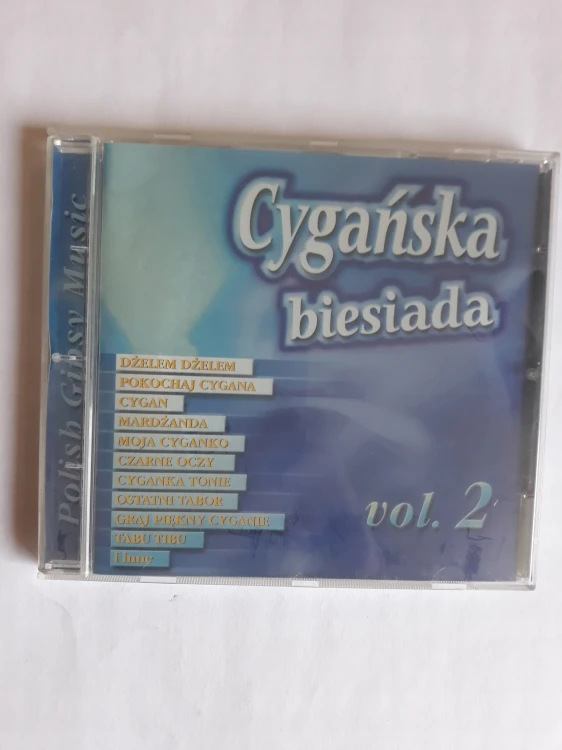 Polish Gipsy Music
Cygańska
biesiada
DŻELEM DŻELEM
POKOCHAJ CYGANA
CYGAN
MARDŻANDA
MOJA CYGANKO
CZARNE OCZY
CYGANKA TONIE
OSTATNI TABOR
GRAJ PIĘKNY CYGANIE
TABU TIBU
i inny
vol. 2